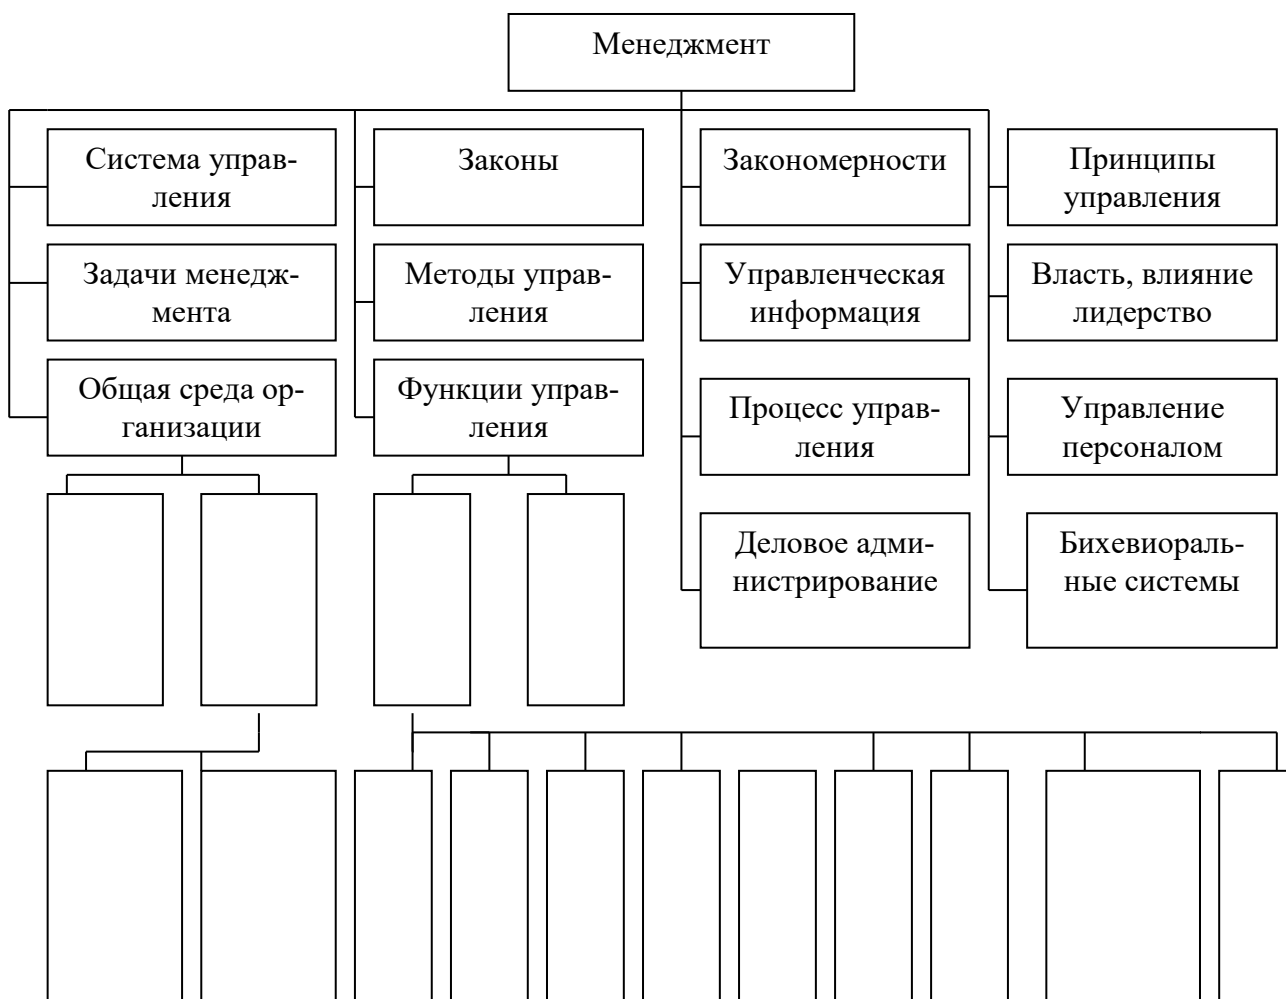 Менеджмент
Система управ-
ления
Законы
Закономерности
Принципы
управления
Задачи менедж-
мента
Методы управ-
ления
Управленческая
информация
Власть, влияние
лидерство
Общая среда ор-
ганизации
Функции управ-
ления
Процесс управ-
ления
Управление
персоналом
Деловое адми-
нистрирование
Бихевиораль-
ные системы